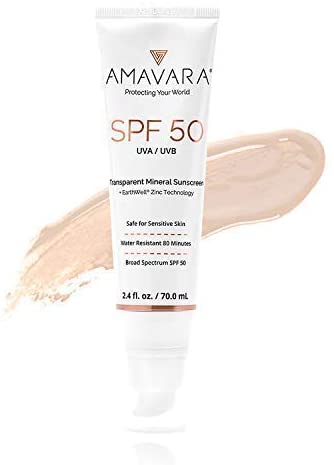 AMAVARA®
Protecting Your World
SPF 50
UVA / UVB
Transparent Mineral Sunscreen
+EarthWell® Zinc Technology
Safe for Sensitive Skin
Water Resistant 80 Minutes
Broad Spectrum SPF 50
2.4 fl. oz. / 70.0 mL